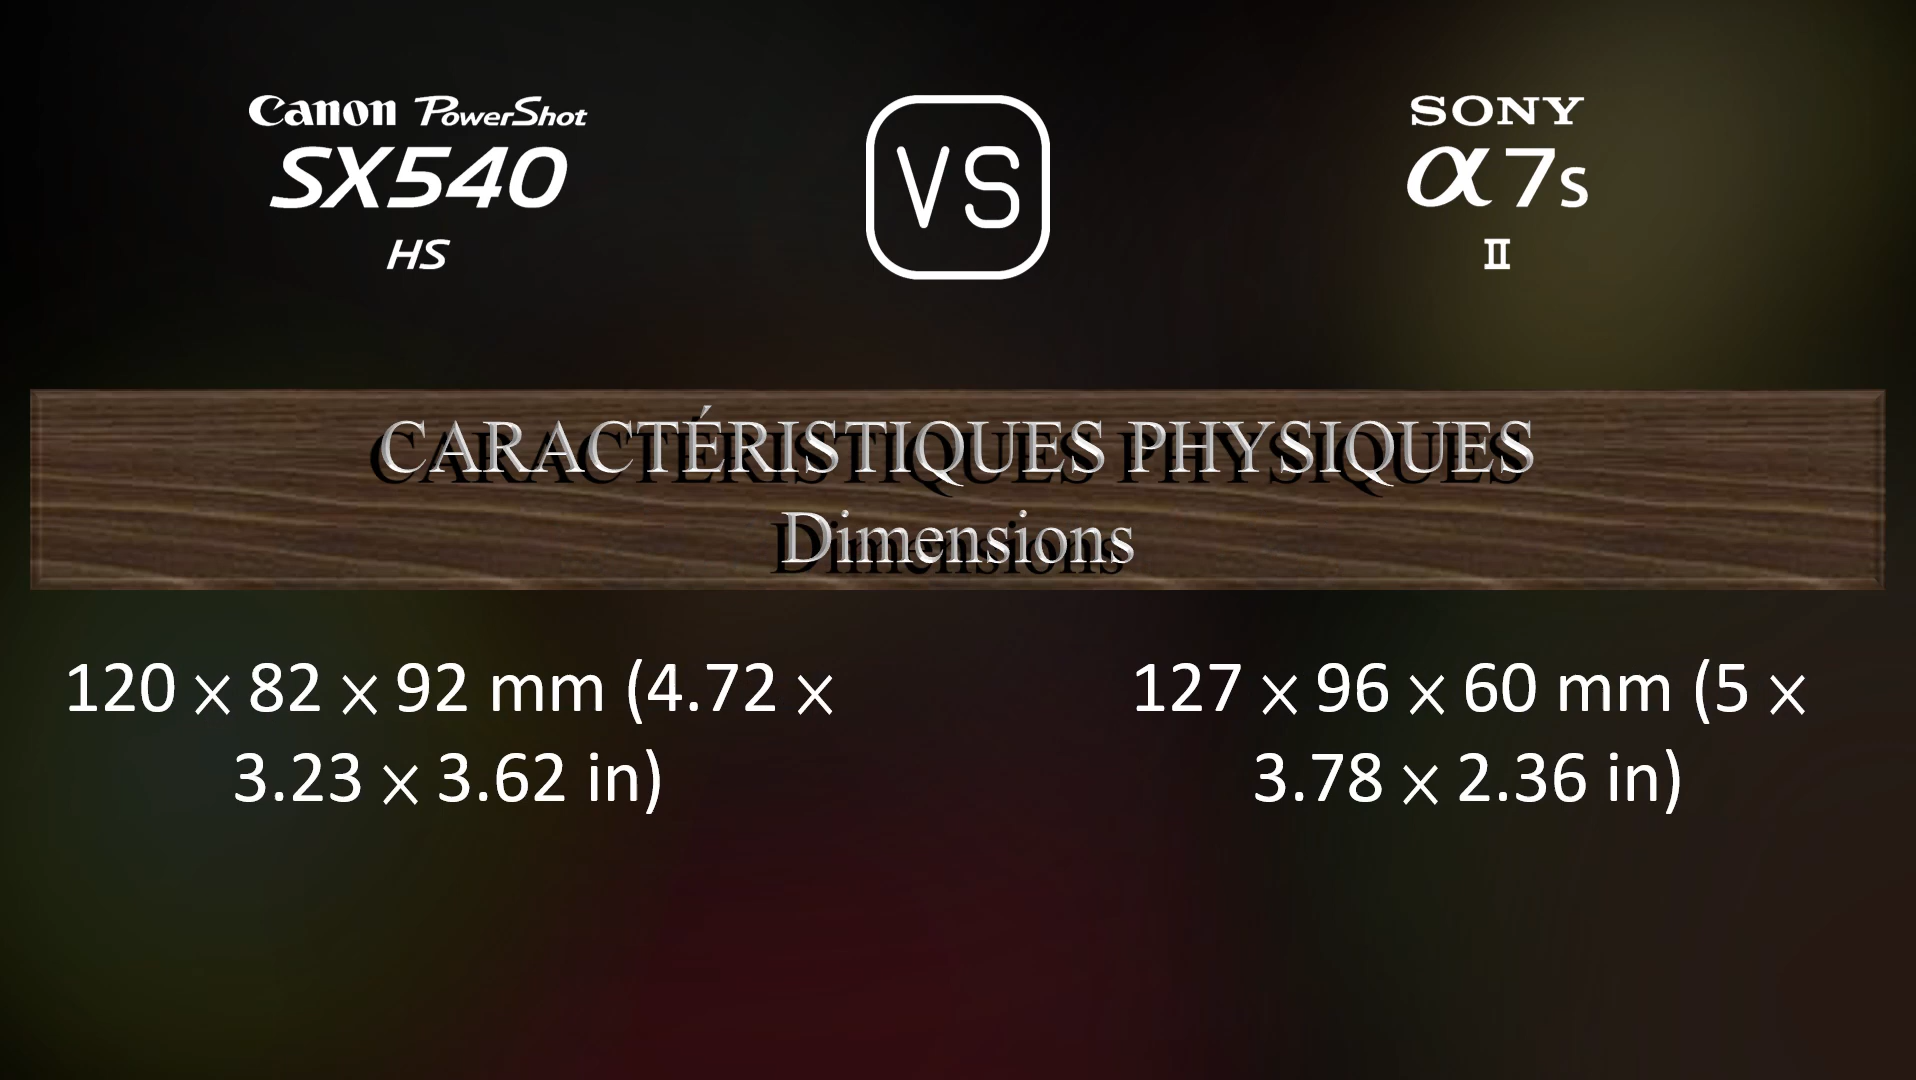 Canon PowerShot
SX540
HS
VS
SONY
α7s
II
CARACTÉRISTIQUES PHYSIQUES
Dimensions
120 x 82 x 92 mm (4.72 x
3.23 x 3.62 in)
127 x 96 x 60 mm (5 x
3.78 x 2.36 in)